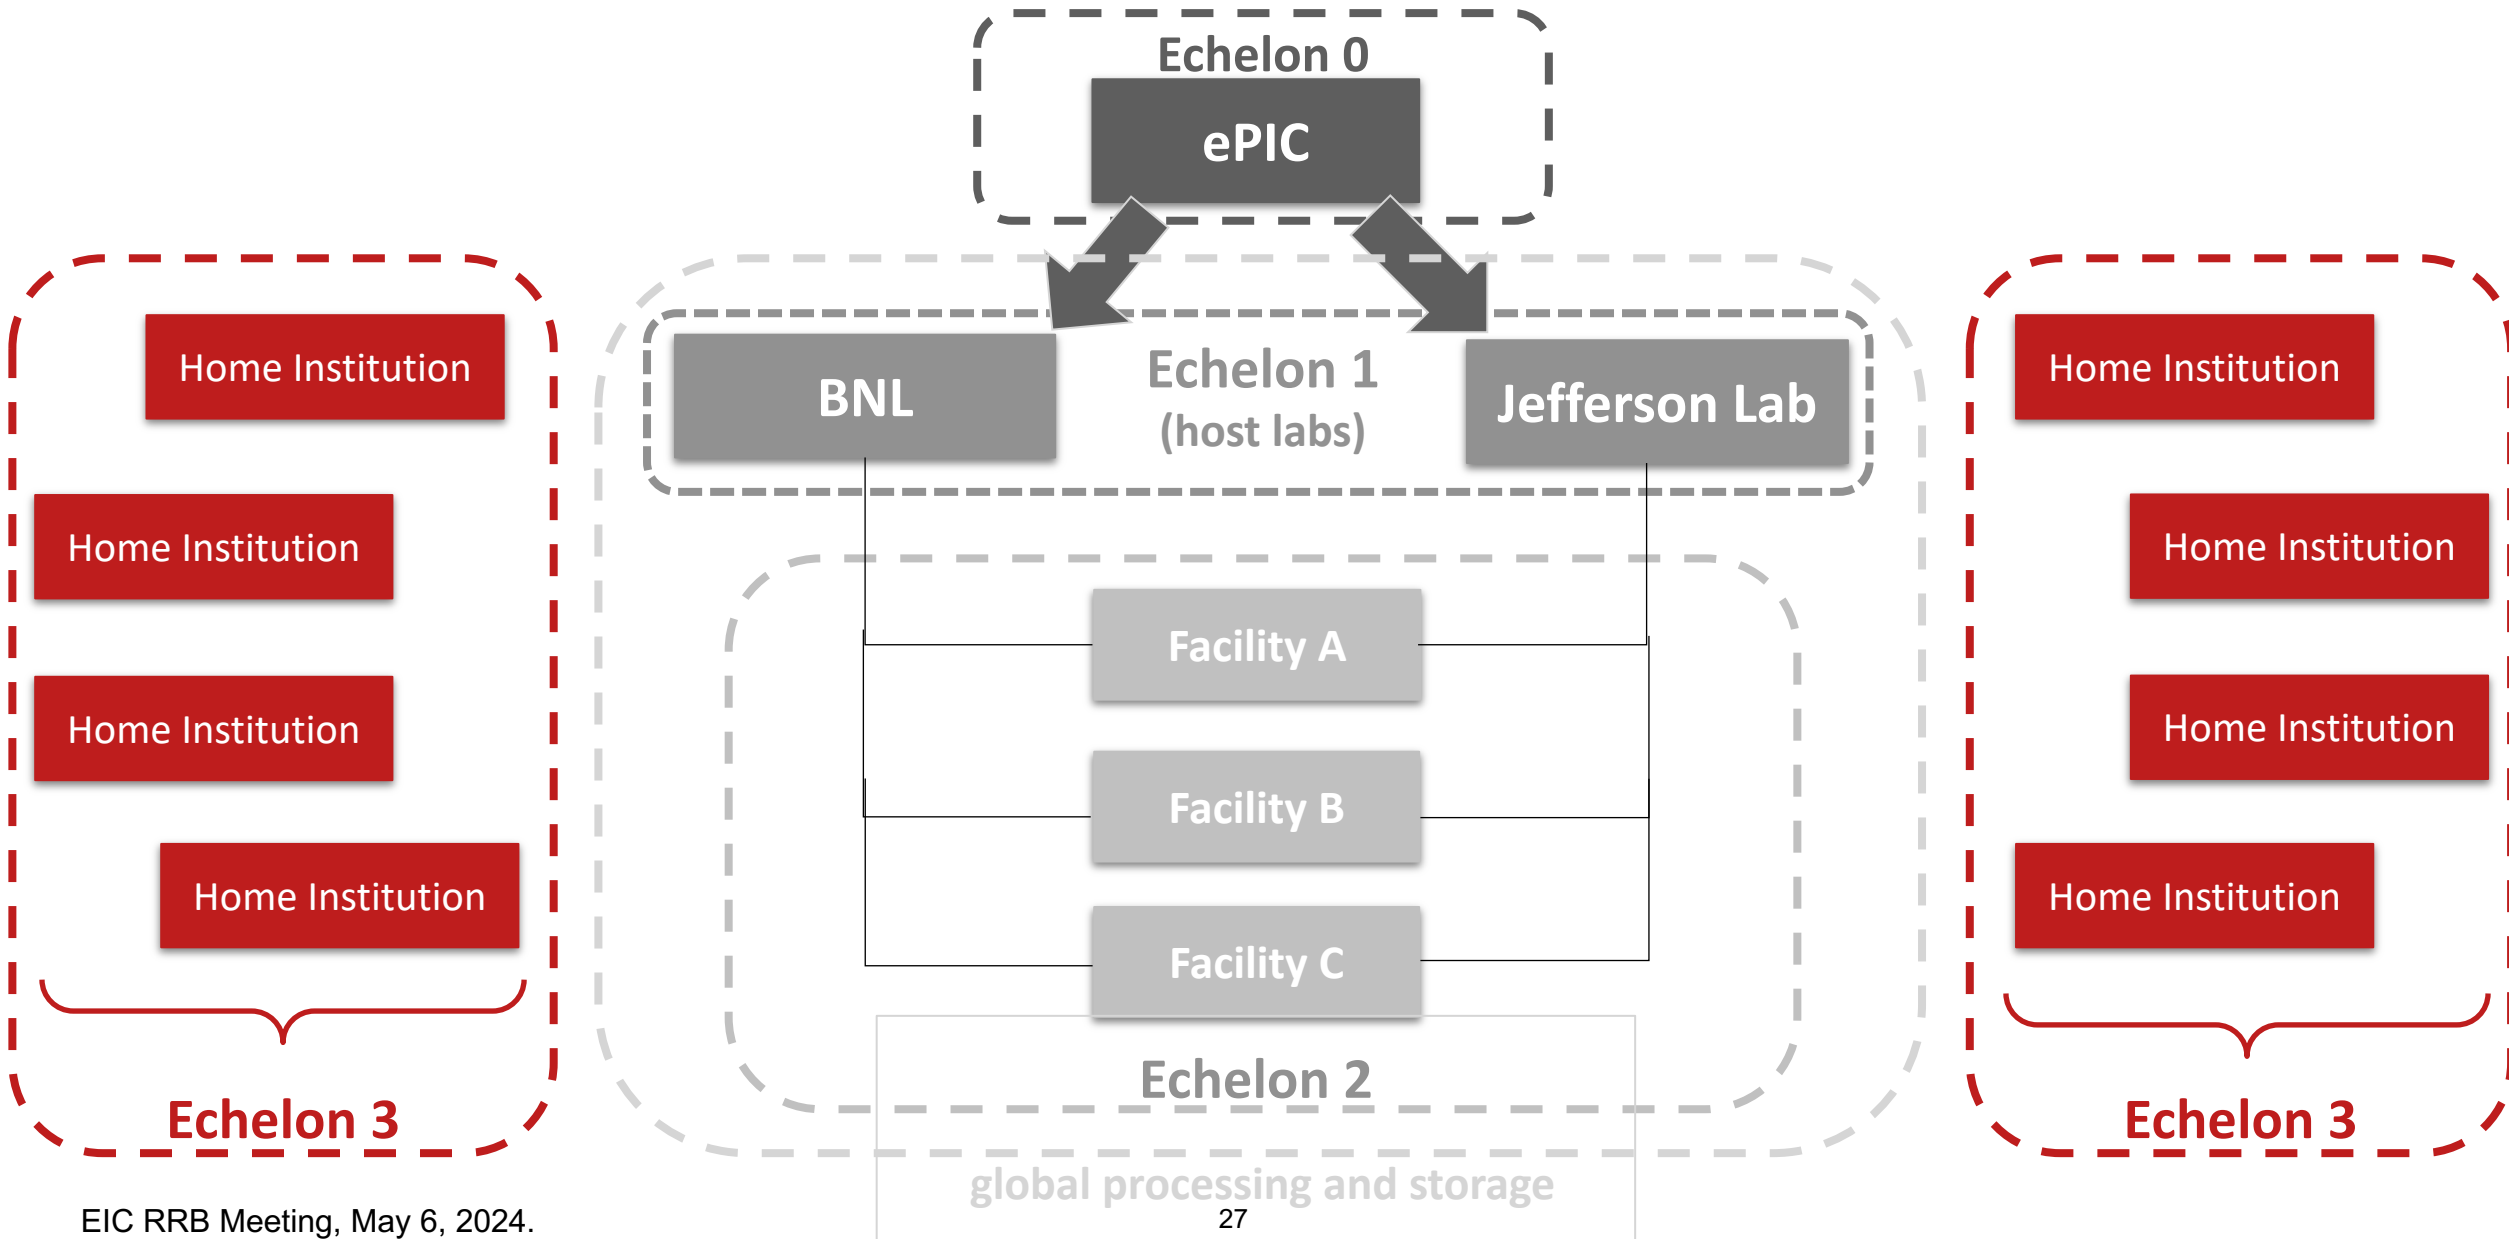 Echelon 0
ePIC
BNL
Echelon 1
(host labs)
Jefferson Lab
Home Institution
Home Institution
Home Institution
Home Institution
Echelon 3
Facility A
Facility B
Facility C
Echelon 2
global processing and storage
Home Institution
Home Institution
Home Institution
Home Institution
Echelon 3
EIC RRB Meeting, May 6, 2024.
27